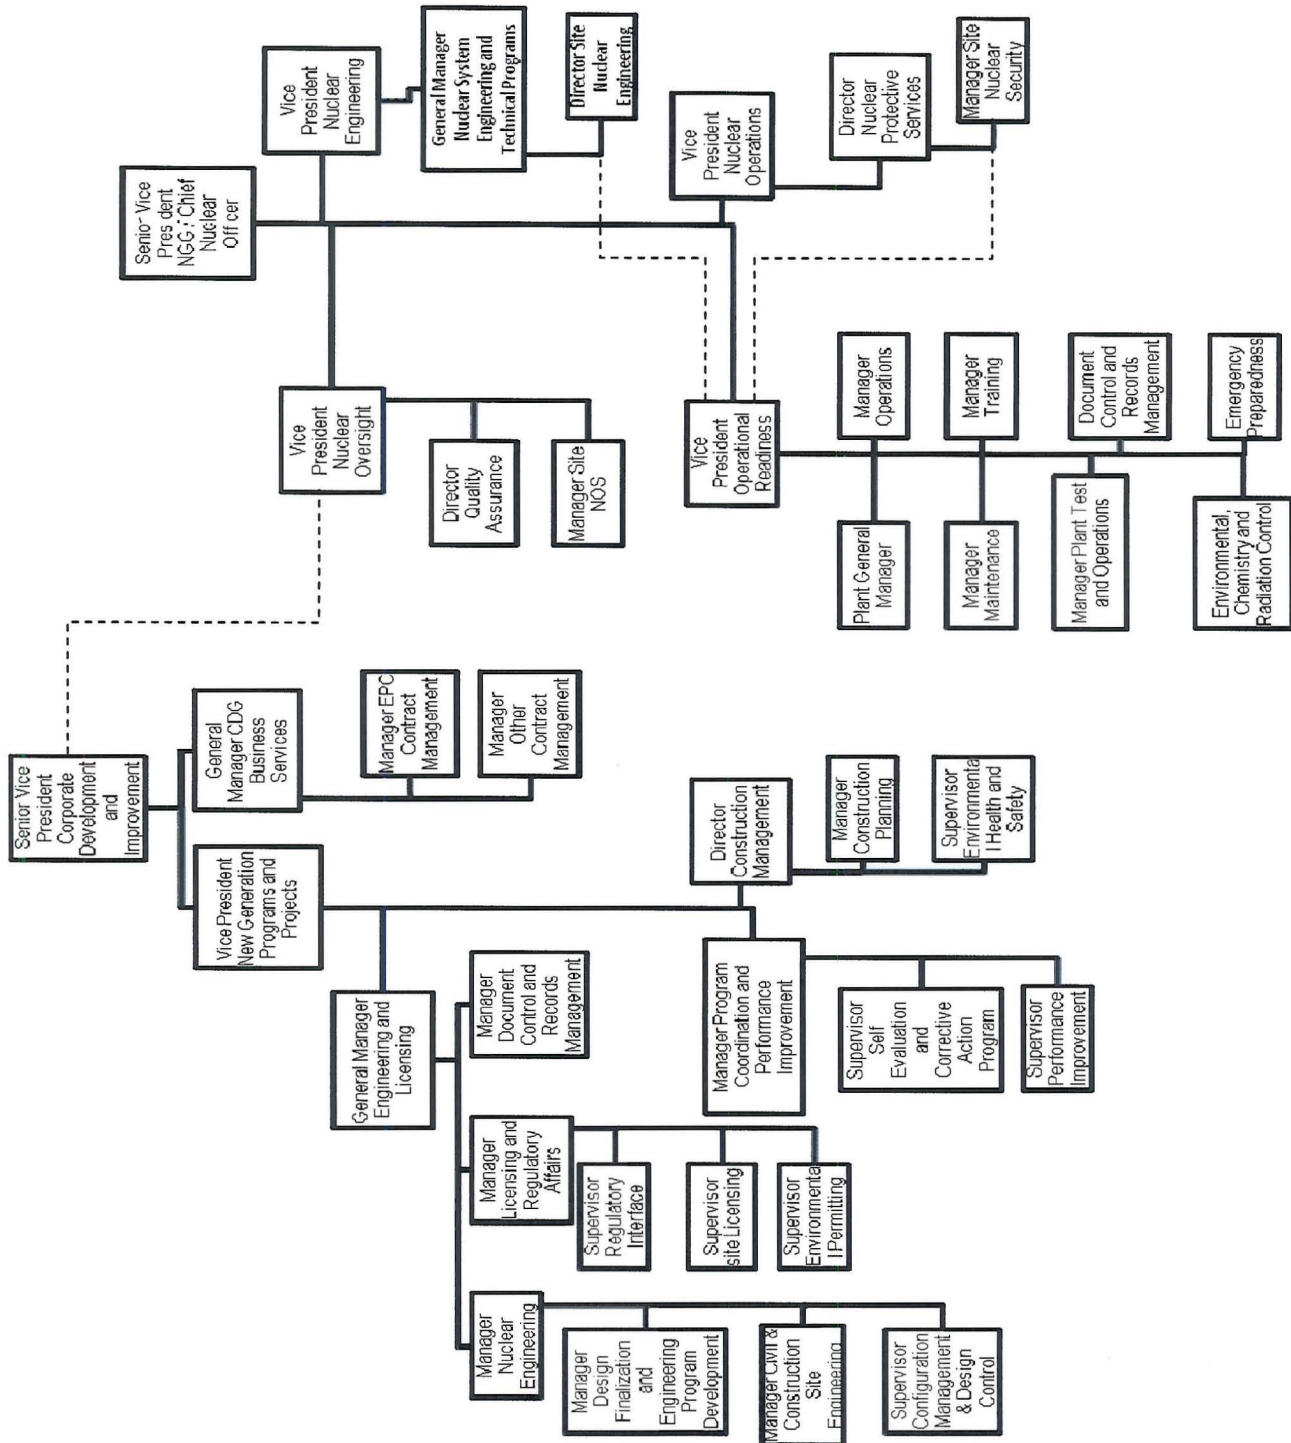 Senior Vice
President
Corporate
Development
and
Improvement
Vice President
New Generation
Programs and
Projects
General
Manager CDG
Business
Services
Manager EPC
Contract
Management
Manager
Other
Contract
Management
General Manager
Engineering and
Licensing
Manager
Nuclear
Engineering
Manager
Licensing and
Regulatory
Affairs
Manager
Document
Control and
Records
Management
Manager
Design
Finalization
and
Engineering
Program
Development
Manager Civil &
Construction
Site
Engineering
Supervisor
Configuration
Management
& Design
Control
Supervisor
Regulatory
Interface
Supervisor
site Licensing
Supervisor
Environmenta
l Permitting
Manager Program
Coordination and
Performance
Improvement
Director
Construction
Management
Supervisor
Self
Evaluation
and
Corrective
Action
Program
Supervisor
Performance
Improvement
Manager
Construction
Planning
Supervisor
Environmenta
l Health and
Safety
Senior Vice
President
NGG / Chief
Nuclear
Officer
Vice
President
Nuclear
Engineering
General Manager
Nuclear System
Engineering and
Technical Programs
Director Site
Nuclear
Engineering
Vice
President
Nuclear
Oversight
Director
Quality
Assurance
Manager Site
NOS
Vice
President
Nuclear
Operations
Director
Nuclear
Protective
Services
Manager Site
Nuclear
Security
Vice
President
Operational
Readiness
Plant General
Manager
Manager
Operations
Manager
Maintenance
Manager
Training
Manager Plant Test
and Operations
Document
Control and
Records
Management
Environmental,
Chemistry and
Radiation Control
Emergency
Preparedness